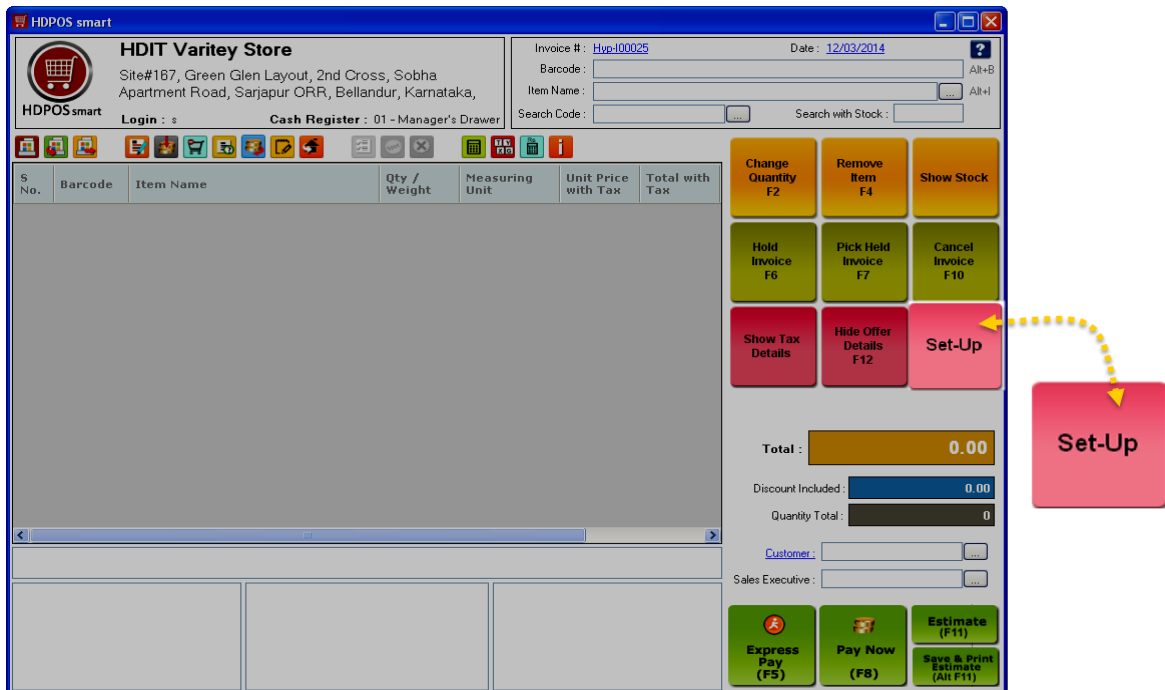 HDPOS smart
HDPOS smart
HDIT Varitey Store
Site#167, Green Glen Layout, 2nd Cross, Sobha
Apartment Road, Sarjapur ORR, Bellandur, Karnataka,
Login : s Cash Register : 01 - Manager's Drawer
Invoice # : Hyp-I00025 Date : 12/03/2014 ?
Barcode : Alt+B
Item Name : ... Alt+I
Search Code : ... Search with Stock :
S No. Barcode Item Name Qty / Weight Measuring Unit Unit Price with Tax Total with Tax
Change
Quantity
F2
Remove
Item
F4
Show Stock
Hold
Invoice
F6
Pick Held
Invoice
F7
Cancel
Invoice
F10
Show Tax
Details
Hide Offer
Details
F12
Set-Up
Set-Up
Total : 0.00
Discount Included : 0.00
Quantity Total : 0
Customer : ...
Sales Executive : ...
Express
Pay
(F5)
Pay Now
(F8)
Estimate
(F11)
Save & Print
Estimate
(Alt F11)